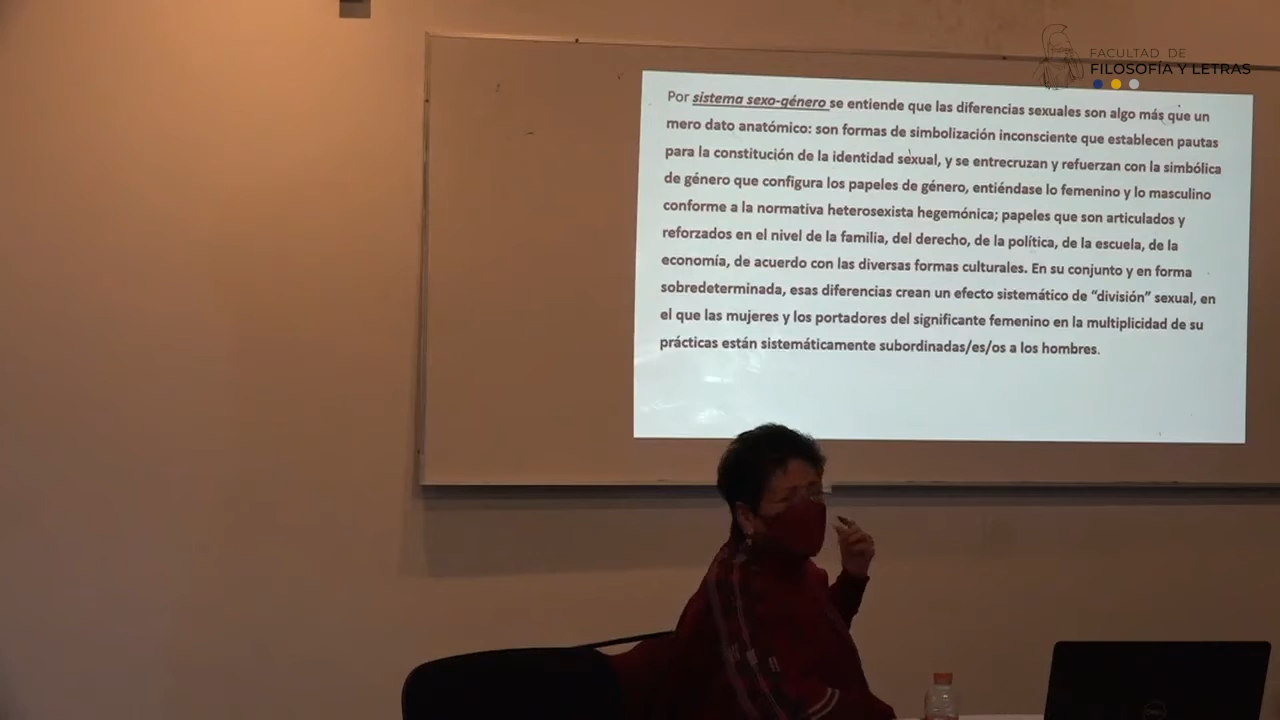 FACULTAD DE
FILOSOFÍA Y LETRAS
Por sistema sexo-género se entiende que las diferencias sexuales son algo más que un
mero dato anatómico: son formas de simbolización inconsciente que establecen pautas
para la constitución de la identidad sexual, y se entrecruzan y refuerzan con la simbólica
de género que configura los papeles de género, entiéndase lo femenino y lo masculino
conforme a la normativa heterosexista hegemónica; papeles que son articulados y
reforzados en el nivel de la familia, del derecho, de la política, de la escuela, de la
economía, de acuerdo con las diversas formas culturales. En su conjunto y en forma
sobredeterminada, esas diferencias crean un efecto sistemático de “división” sexual, en
el que las mujeres y los portadores del significante femenino en la multiplicidad de su
prácticas están sistemáticamente subordinadas/es/os a los hombres.
DELL